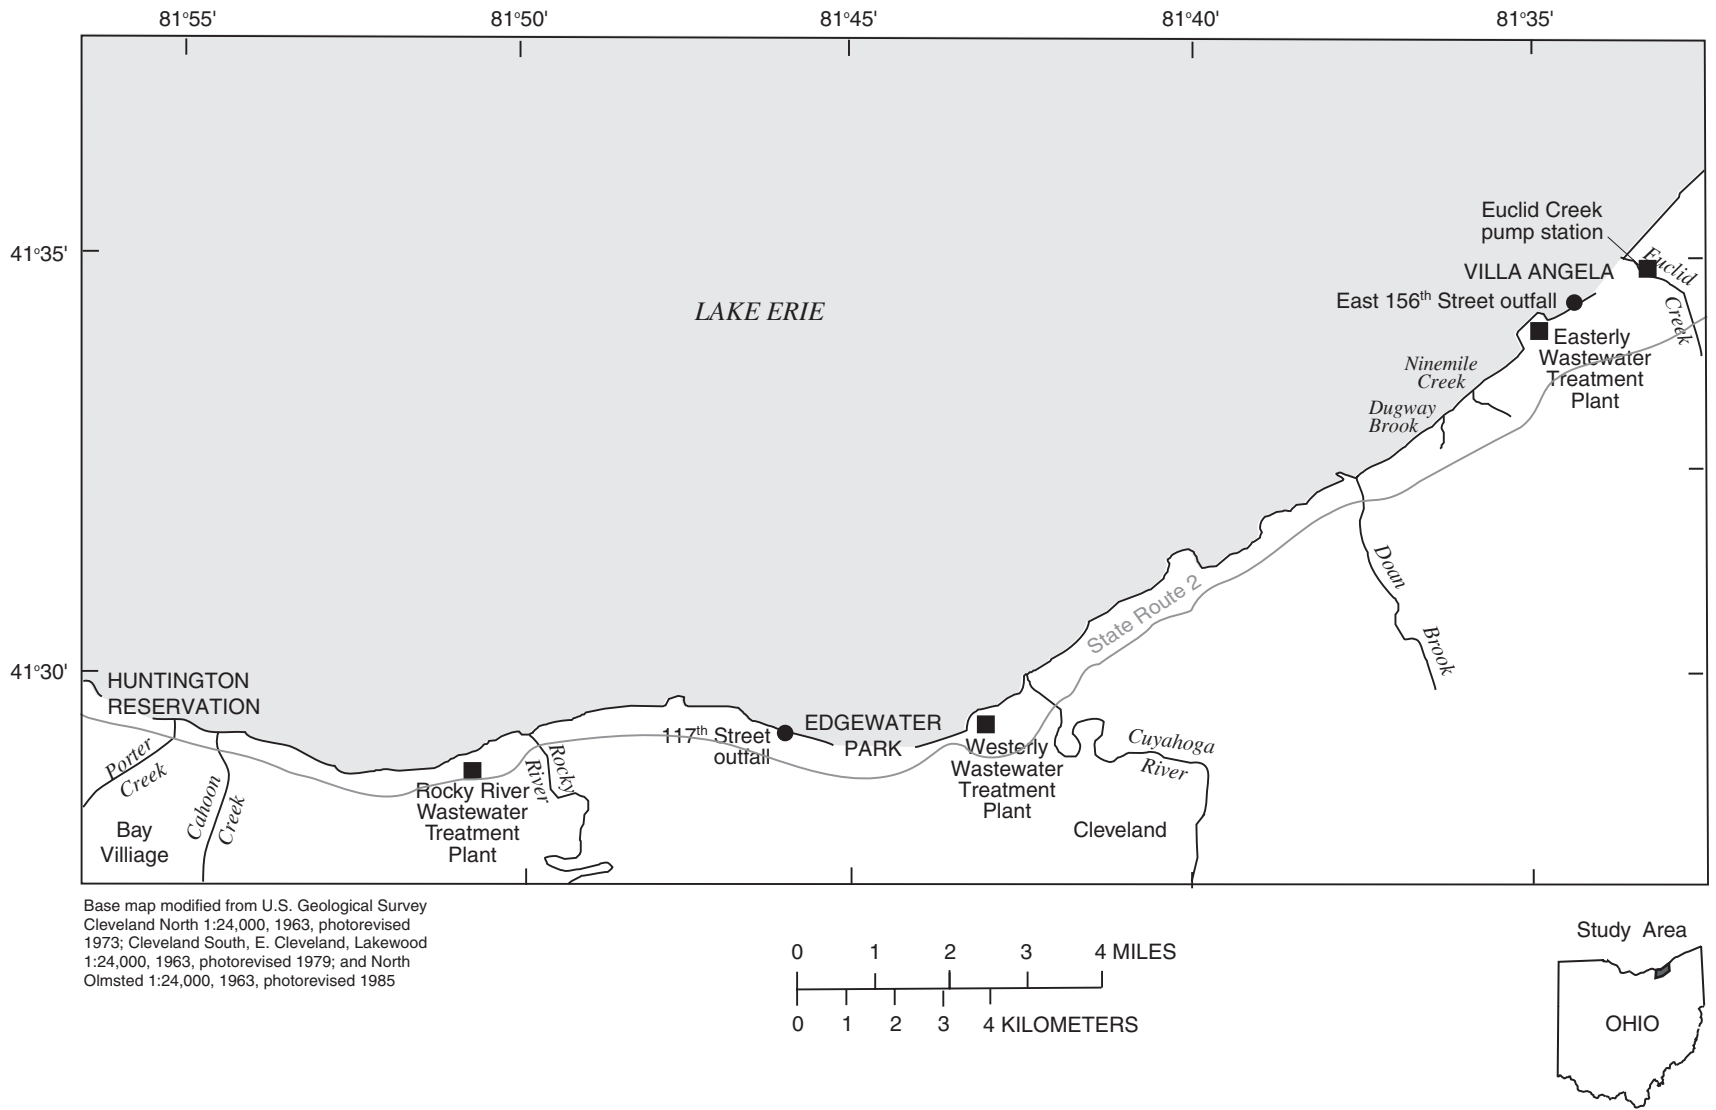 81°55'
81°50'
81°45'
81°40'
81°35'
41°35'
41°30'
LAKE ERIE
Euclid Creek
pump station
VILLA ANGELA
Euclid
Creek
East 156th Street outfall
Easterly
Wastewater
Treatment
Plant
Ninemile
Creek
Dugway
Brook
Doan
Brook
State Route 2
HUNTINGTON
RESERVATION
Porter
Creek
Cahoon
Creek
Bay
Villiage
Rocky River
Wastewater
Treatment
Plant
Rocky
River
117th Street
outfall
EDGEWATER
PARK
Westerly
Wastewater
Treatment
Plant
Cuyahoga
River
Cleveland
Base map modified from U.S. Geological Survey
Cleveland North 1:24,000, 1963, photorevised
1973; Cleveland South, E. Cleveland, Lakewood
1:24,000, 1963, photorevised 1979; and North
Olmsted 1:24,000, 1963, photorevised 1985
0 1 2 3 4 MILES
0 1 2 3 4 KILOMETERS
Study Area
OHIO